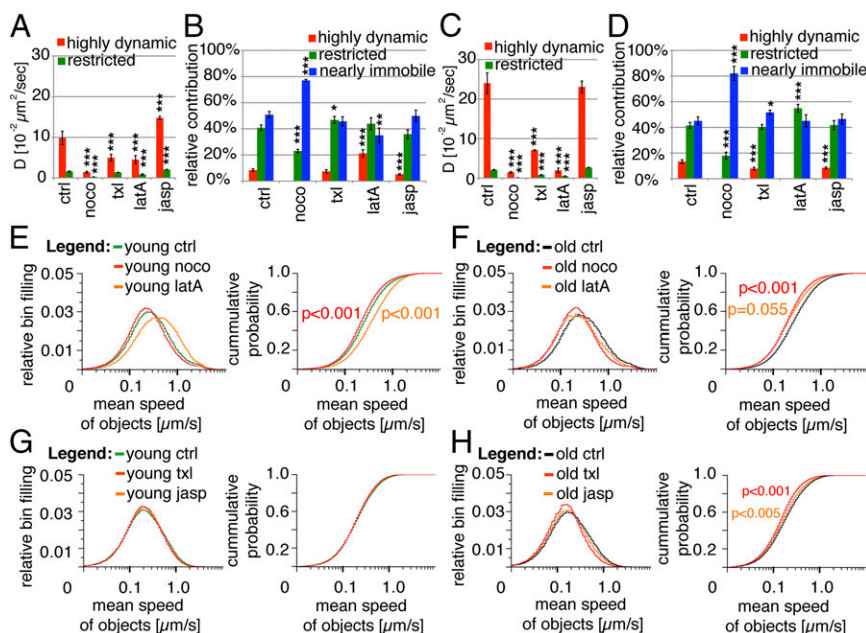 A
highly dynamic
restricted
D [10⁻² µm²/sec]
30
20
10
0
***
***
***
***
***
***
***
***
ctrl
noco
txl
latA
jasp
B
highly dynamic
restricted
nearly immobile
relative contribution
100%
80%
60%
40%
20%
0%
***
***
*
***
**
***
ctrl
noco
txl
latA
jasp
C
highly dynamic
restricted
D [10⁻² µm²/sec]
30
20
10
0
***
***
***
***
***
***
ctrl
noco
txl
latA
jasp
D
highly dynamic
restricted
nearly immobile
relative contribution
100%
80%
60%
40%
20%
0%
***
***
***
*
***
***
ctrl
noco
txl
latA
jasp
E
Legend:
young ctrl
young noco
young latA
relative bin filling
0.05
0.03
0.01
0
0.1
1.0
mean speed
of objects [µm/s]
cummulative
probability
1.0
0.6
0.2
p<0.001
p<0.001
0
0.1
1.0
mean speed
of objects [µm/s]
F
Legend:
old ctrl
old noco
old latA
relative bin filling
0.05
0.03
0.01
0
0.1
1.0
mean speed
of objects [µm/s]
cummulative
probability
1.0
0.6
0.2
p<0.001
p=0.055
0
0.1
1.0
mean speed
of objects [µm/s]
G
Legend:
young ctrl
young txl
young jasp
relative bin filling
0.05
0.03
0.01
0
0.1
1.0
mean speed
of objects [µm/s]
cummulative
probability
1.0
0.6
0.2
0
0.1
1.0
mean speed
of objects [µm/s]
H
Legend:
old ctrl
old txl
old jasp
relative bin filling
0.05
0.03
0.01
0
0.1
1.0
mean speed
of objects [µm/s]
cummulative
probability
1.0
0.6
0.2
p<0.001
p<0.005
0
0.1
1.0
mean speed
of objects [µm/s]